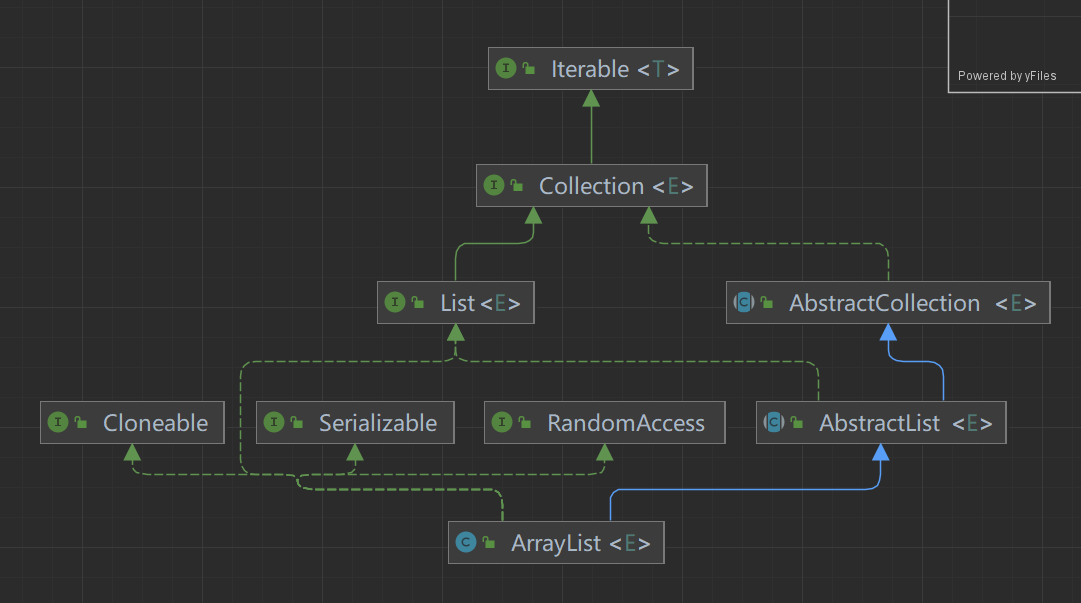 Powered by yFiles
I Iterable <T>
I Collection <E>
I List <E>
C AbstractCollection <E>
I Cloneable
I Serializable
I RandomAccess
C AbstractList <E>
C ArrayList <E>